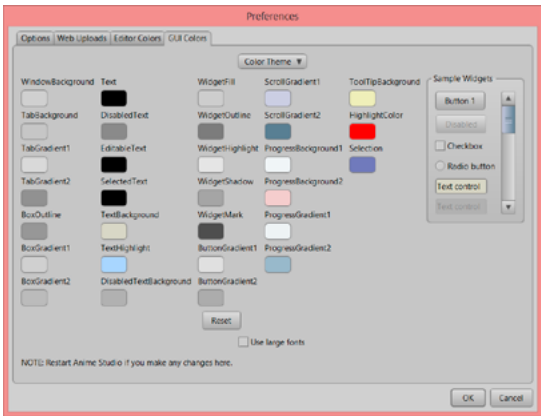 Preferences
Options Web Uploads Editor Colors GUI Colors
Color Theme ▼
WindowBackground Text WidgetFill ScrollGradient1 ToolTipBackground Sample Widgets
Button 1
TabBackground DisabledText WidgetOutline ScrollGradient2 HighlightColor
Disabled
TabGradient1 EditableText WidgetHighlight ProgressBackground1 Selection
Checkbox
Radio button
TabGradient2 SelectedText WidgetShadow ProgressBackground2
Text control
Text control
BoxOutline TextBackground WidgetMark ProgressGradient1
BoxGradient1 TextHighlight ButtonGradient1 ProgressGradient2
BoxGradient2 DisabledTextBackground ButtonGradient2
Reset
Use large fonts
NOTE: Restart Anime Studio if you make any changes here.
OK Cancel